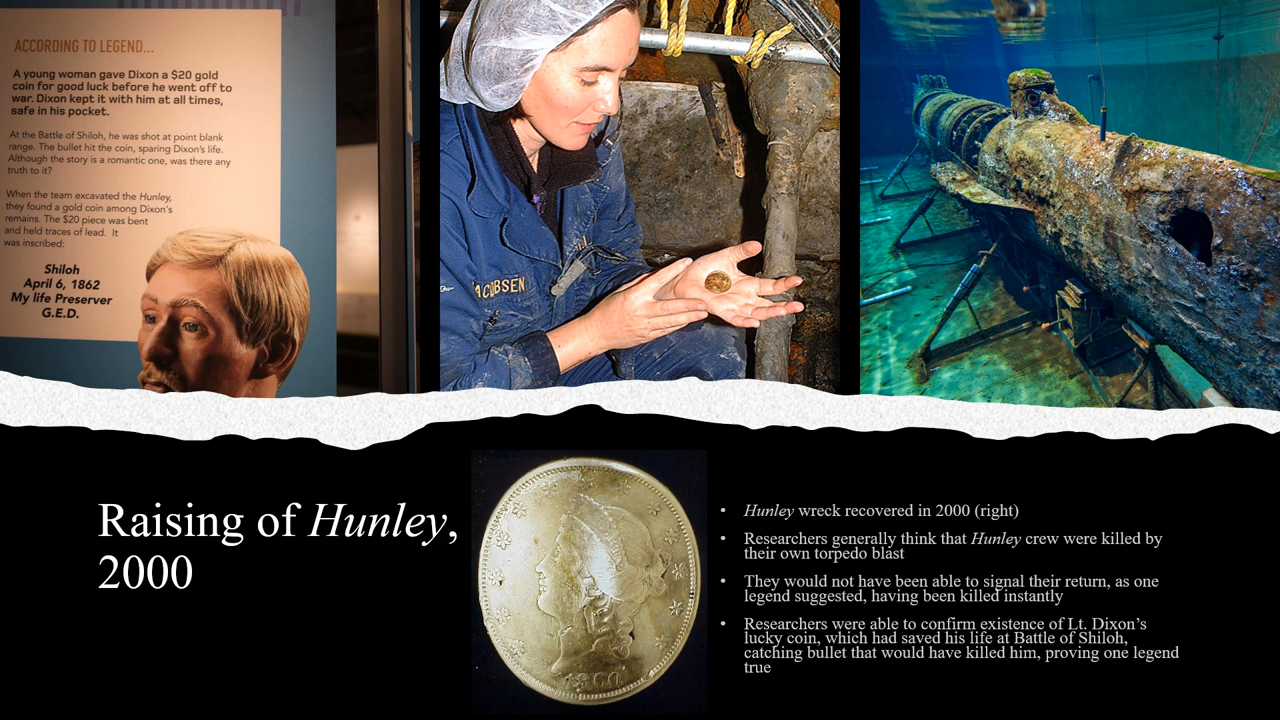 ACCORDING TO LEGEND...
A young woman gave Dixon a $20 gold
coin for good luck before he went off to
war. Dixon kept it with him at all times,
safe in his pocket.
At the Battle of Shiloh, he was shot at point blank
range. The bullet hit the coin, sparing Dixon's life.
Although the story is a romantic one, was there any
truth to it?
When the team excavated the Hunley,
they found a gold coin among Dixon's
remains. The $20 piece was bent
and held traces of lead. It
was inscribed:
Shiloh
April 6, 1862
My life Preserver
G.E.D.
ACOBSEN
Raising of Hunley,
2000
1860
• Hunley wreck recovered in 2000 (right)
• Researchers generally think that Hunley crew were killed by
their own torpedo blast
• They would not have been able to signal their return, as one
legend suggested, having been killed instantly
• Researchers were able to confirm existence of Lt. Dixon's
lucky coin, which had saved his life at Battle of Shiloh,
catching bullet that would have killed him, proving one legend
true